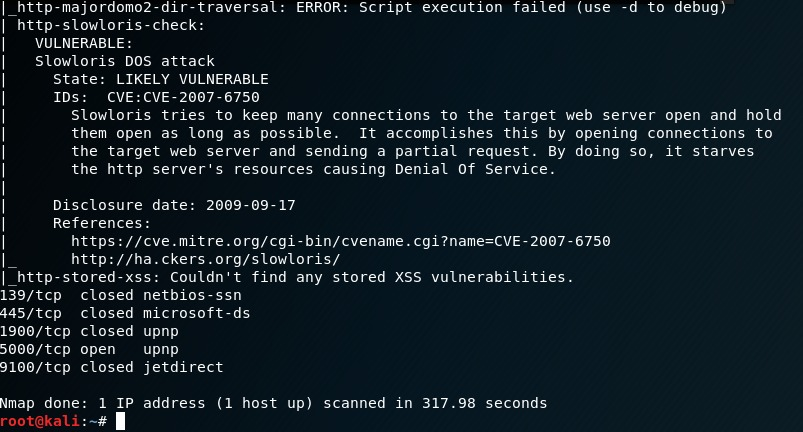 |_http-majordomo2-dir-traversal: ERROR: Script execution failed (use -d to debug)
| http-slowloris-check:
|   VULNERABLE:
|   Slowloris DOS attack
|     State: LIKELY VULNERABLE
|     IDs:  CVE:CVE-2007-6750
|       Slowloris tries to keep many connections to the target web server open and hold
|       them open as long as possible.  It accomplishes this by opening connections to
|       the target web server and sending a partial request. By doing so, it starves
|       the http server's resources causing Denial Of Service.
|
|     Disclosure date: 2009-09-17
|     References:
|       https://cve.mitre.org/cgi-bin/cvename.cgi?name=CVE-2007-6750
|_      http://ha.ckers.org/slowloris/
|_http-stored-xss: Couldn't find any stored XSS vulnerabilities.
139/tcp  closed netbios-ssn
445/tcp  closed microsoft-ds
1900/tcp closed upnp
5000/tcp open   upnp
9100/tcp closed jetdirect

Nmap done: 1 IP address (1 host up) scanned in 317.98 seconds
root@kali:~#